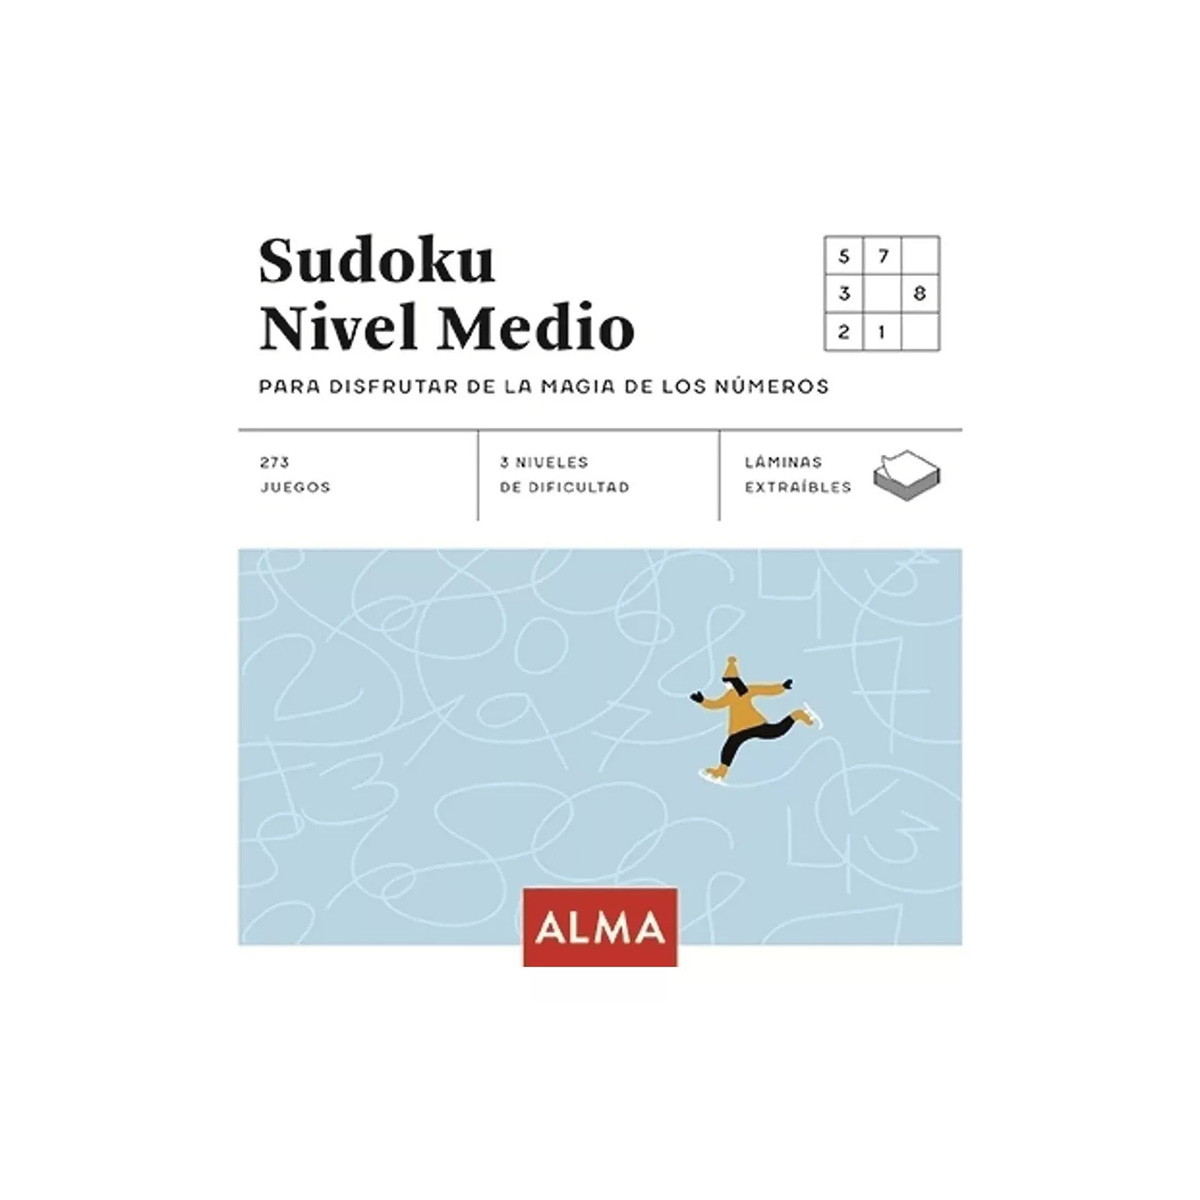 Sudoku
Nivel Medio
PARA DISFRUTAR DE LA MAGIA DE LOS NÚMEROS
5 7
3 8
2 1
273
JUEGOS
3 NIVELES
DE DIFICULTAD
LÁMINAS
EXTRAÍBLES
ALMA